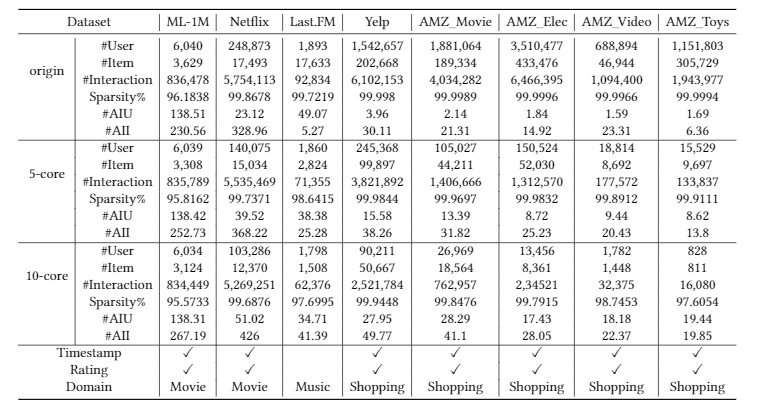 Dataset ML-1M Netflix Last.FM Yelp AMZ_Movie AMZ_Elec AMZ_Video AMZ_Toys
origin
#User 6,040 248,873 1,893 1,542,657 1,881,064 3,510,477 688,894 1,151,803
#Item 3,629 17,493 17,633 202,668 189,334 433,476 46,944 305,729
#Interaction 836,478 5,754,113 92,834 6,102,153 4,034,282 6,466,395 1,094,400 1,943,977
Sparsity% 96.1838 99.8678 99.7219 99.998 99.9989 99.9996 99.9966 99.9994
#AIU 138.51 23.12 49.07 3.96 2.14 1.84 1.59 1.69
#AII 230.56 328.96 5.27 30.11 21.31 14.92 23.31 6.36
5-core
#User 6,039 140,075 1,860 245,368 105,027 150,524 18,814 15,529
#Item 3,308 15,034 2,824 99,897 44,211 52,030 8,692 9,697
#Interaction 835,789 5,535,469 71,355 3,821,892 1,406,666 1,312,570 177,572 133,837
Sparsity% 95.8162 99.7371 98.6415 99.9844 99.9697 99.9832 99.8912 99.9111
#AIU 138.42 39.52 38.38 15.58 13.39 8.72 9.44 8.62
#AII 252.73 368.22 25.28 38.26 31.82 25.23 20.43 13.8
10-core
#User 6,034 103,286 1,798 90,211 26,969 13,456 1,782 828
#Item 3,124 12,370 1,508 50,667 18,564 8,361 1,448 811
#Interaction 834,449 5,269,251 62,376 2,521,784 762,957 2,34521 32,375 16,080
Sparsity% 95.5733 99.6876 97.6995 99.9448 99.8476 99.7915 98.7453 97.6054
#AIU 138.31 51.02 34.71 27.95 28.29 17.43 18.18 19.44
#AII 267.19 426 41.39 49.77 41.1 28.05 22.37 19.85
Timestamp ✓ ✓ ✓ ✓ ✓ ✓ ✓
Rating ✓ ✓ ✓ ✓ ✓ ✓ ✓
Domain Movie Movie Music Shopping Shopping Shopping Shopping Shopping